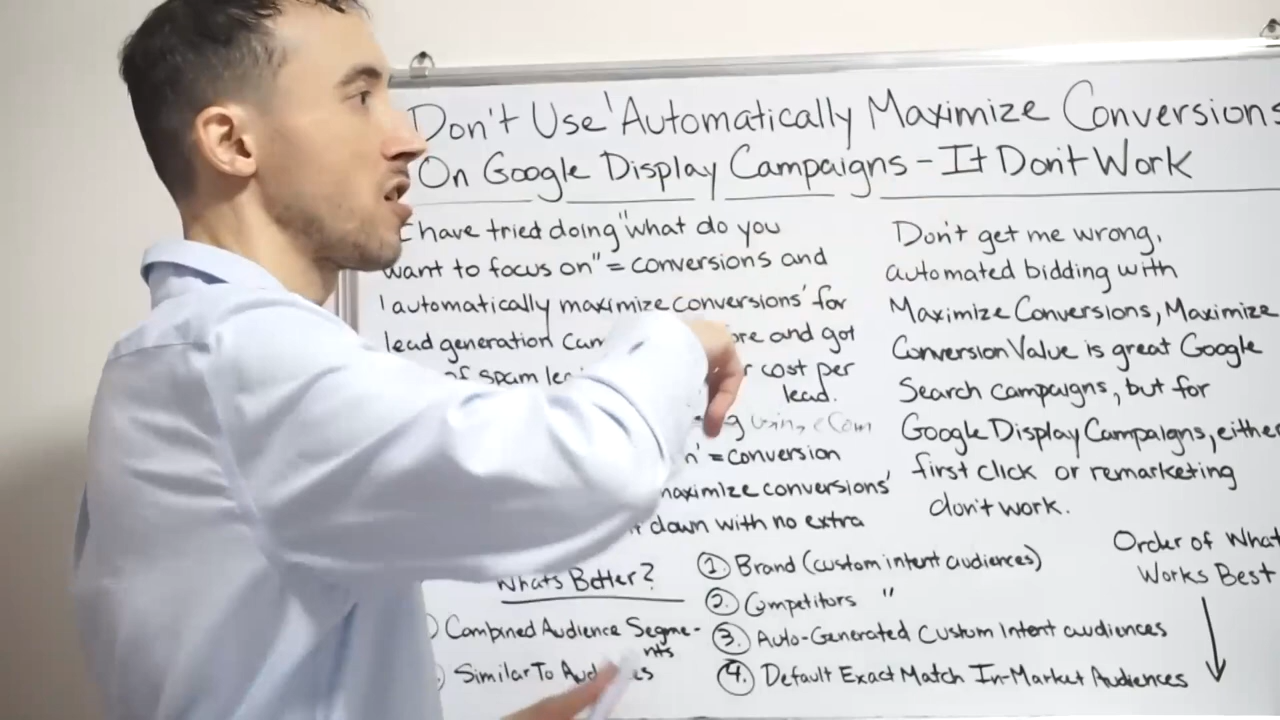 Don't Use 'Automatically Maximize Conversions
On Google Display Campaigns - It Don't Work
have tried doing "what do you
want to focus on" = conversions and
'automatically maximize conversions' for
lead generation and got
spam cost per
lead.
Using eCom
= conversion
maximize conversions'
down with no extra
Whats Better?
Combined Audience Segme-
nts
Similar To
Don't get me wrong,
automated bidding with
Maximize Conversions, Maximize
Conversion Value is great Google
Search campaigns, but for
Google Display Campaigns, either
first click or remarketing
don't work.
Order of What
Works Best
1. Brand (custom intent audiences)
2. Competitors "
3. Auto-Generated Custom Intent audiences
4. Default Exact Match In-Market Audiences